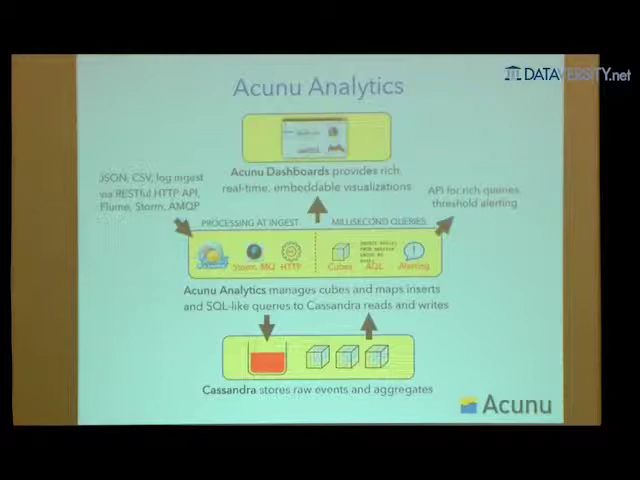 DATAVERSITY.net
Acunu Analytics
JSON, CSV, log ingest
via RESTful HTTP API,
Flume, Storm, AMQP
Acunu Dashboards provides rich,
real-time, embeddable visualizations
API for rich queries
threshold alerting
PROCESSING AT INGEST
MILLISECOND QUERIES
Storm, MQ
HTTP
Cubes
AQL
Alerting
Acunu Analytics manages cubes and maps inserts
and SQL-like queries to Cassandra reads and writes
Cassandra stores raw events and aggregates
Acunu